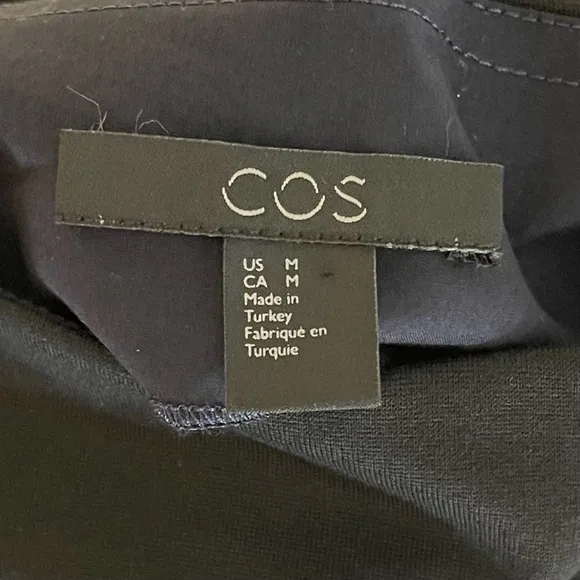 COS
US M
CA M
Made in
Turkey
Fabriqué en
Turquie